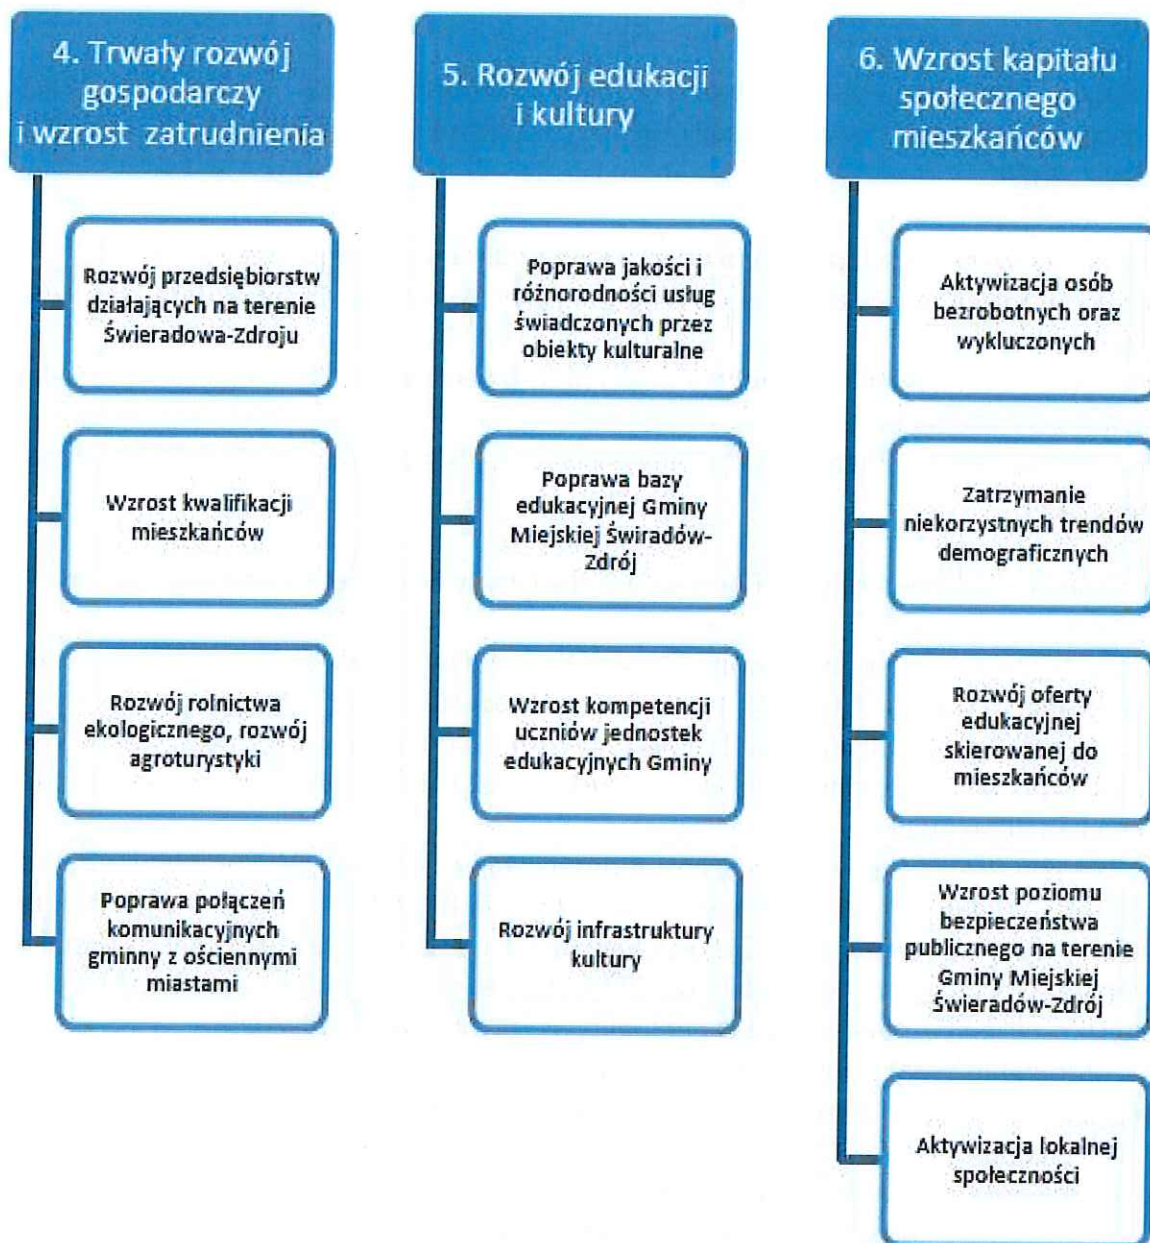 4. Trwały rozwój
gospodarczy
i wzrost zatrudnienia
Rozwój przedsiębiorstw
działających na terenie
Świeradowa-Zdroju
Wzrost kwalifikacji
mieszkańców
Rozwój rolnictwa
ekologicznego, rozwój
agroturystyki
Poprawa połączeń
komunikacyjnych
gminny z ościennymi
miastami
5. Rozwój edukacji
i kultury
Poprawa jakości i
różnorodności usług
świadczonych przez
obiekty kulturalne
Poprawa bazy
edukacyjnej Gminy
Miejskiej Świradów-
Zdrój
Wzrost kompetencji
uczniów jednostek
edukacyjnych Gminy
Rozwój infrastruktury
kultury
6. Wzrost kapitału
społecznego
mieszkańców
Aktywizacja osób
bezrobotnych oraz
wykluczonych
Zatrzymanie
niekorzystnych trendów
demograficznych
Rozwój oferty
edukacyjnej
skierowanej do
mieszkańców
Wzrost poziomu
bezpieczeństwa
publicznego na terenie
Gminy Miejskiej
Świeradów-Zdrój
Aktywizacja lokalnej
społeczności